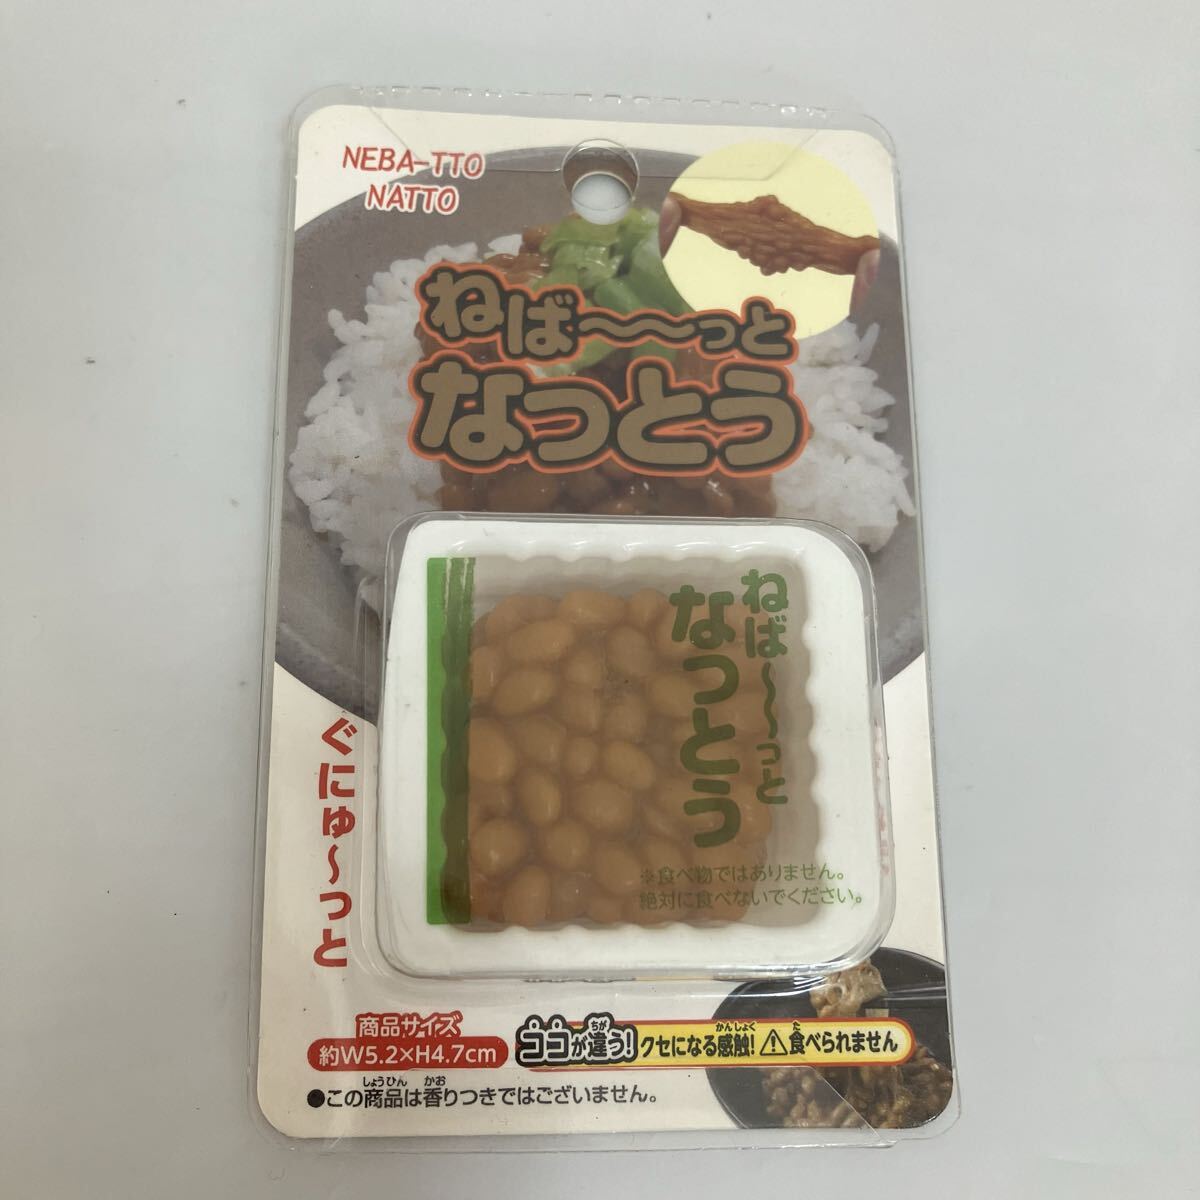 NEBA-TTO
NATTO
ねば〜〜っと
なっとう
ねば〜〜っと
なっとう
※食べ物ではありません。
絶対に食べないでください。
ぐにゅ〜っと
商品サイズ
約W5.2×H4.7cm
ココが違う! クセになる感触! ⚠食べられません
●この商品は香りつきではございません。